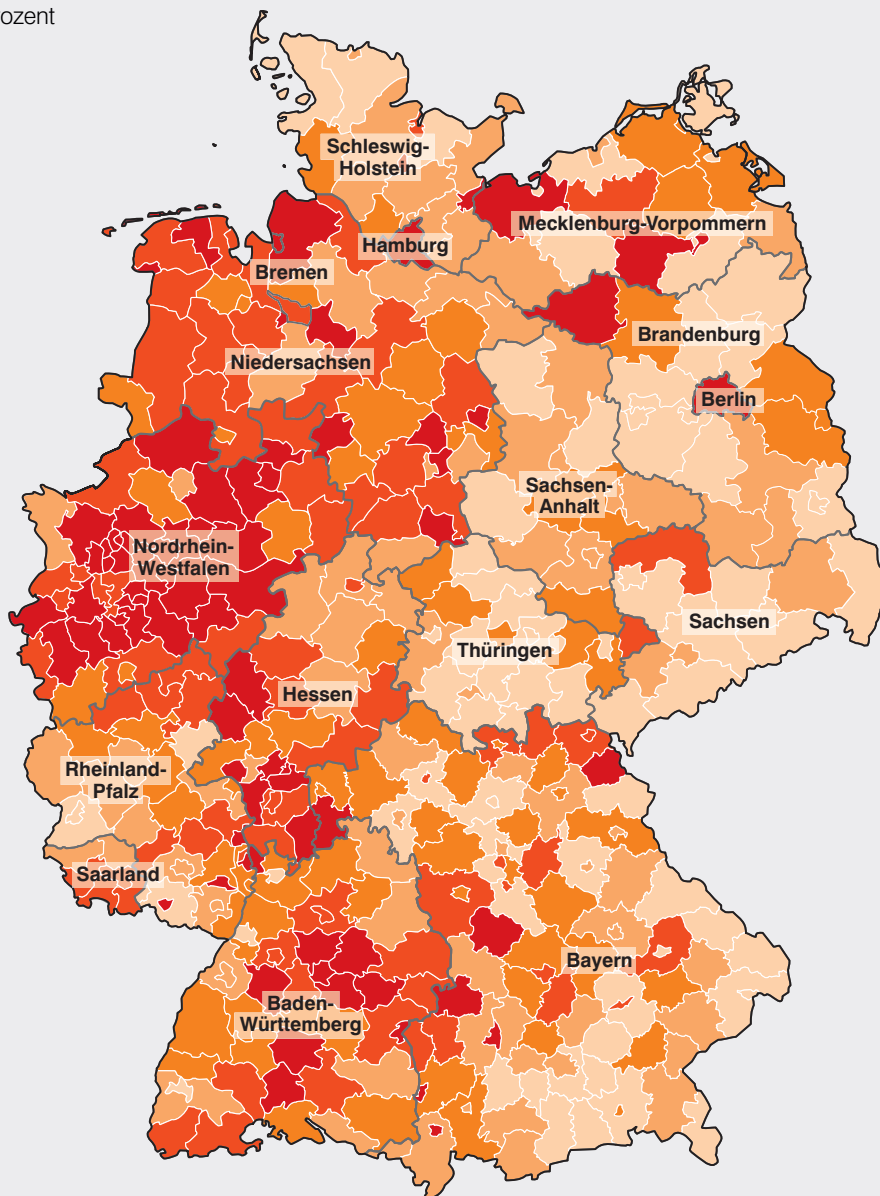 ozent
Schleswig-
Holstein
Mecklenburg-Vorpommern
Hamburg
Bremen
Brandenburg
Niedersachsen
Berlin
Sachsen-
Anhalt
Nordrhein-
Westfalen
Sachsen
Thüringen
Hessen
Rheinland-
Pfalz
Saarland
Bayern
Baden-
Württemberg